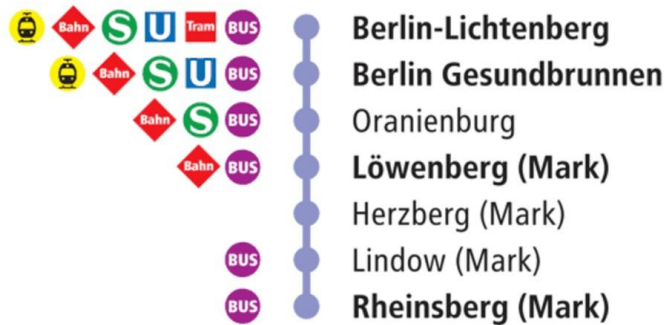 Bahn S U Tram BUS Berlin-Lichtenberg
Bahn S U BUS Berlin Gesundbrunnen
Bahn S BUS Oranienburg
Bahn BUS Löwenberg (Mark)
Herzberg (Mark)
BUS Lindow (Mark)
BUS Rheinsberg (Mark)